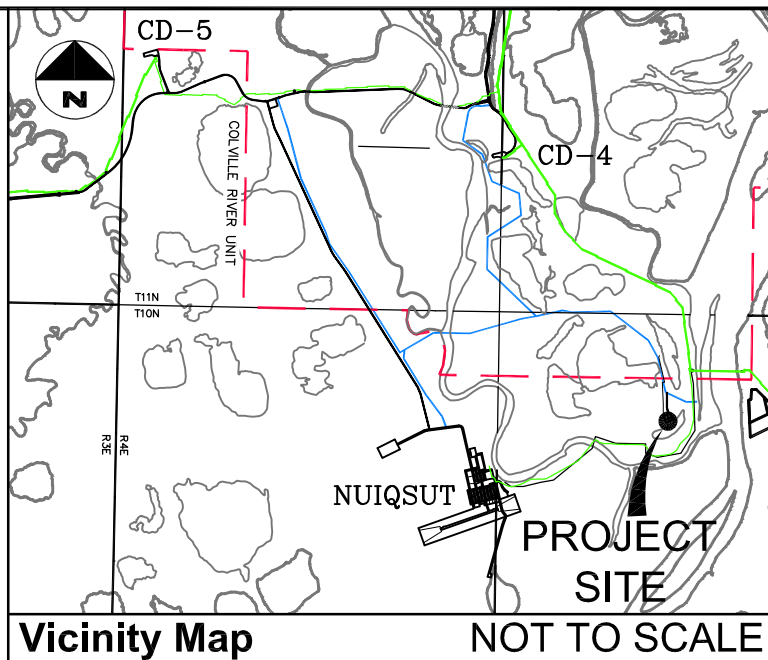 CD-5
N
CD-4
COLVILLE RIVER UNIT
T11N
T10N
R3E
R4E
NUIQSUT
PROJECT
SITE
Vicinity Map
NOT TO SCALE